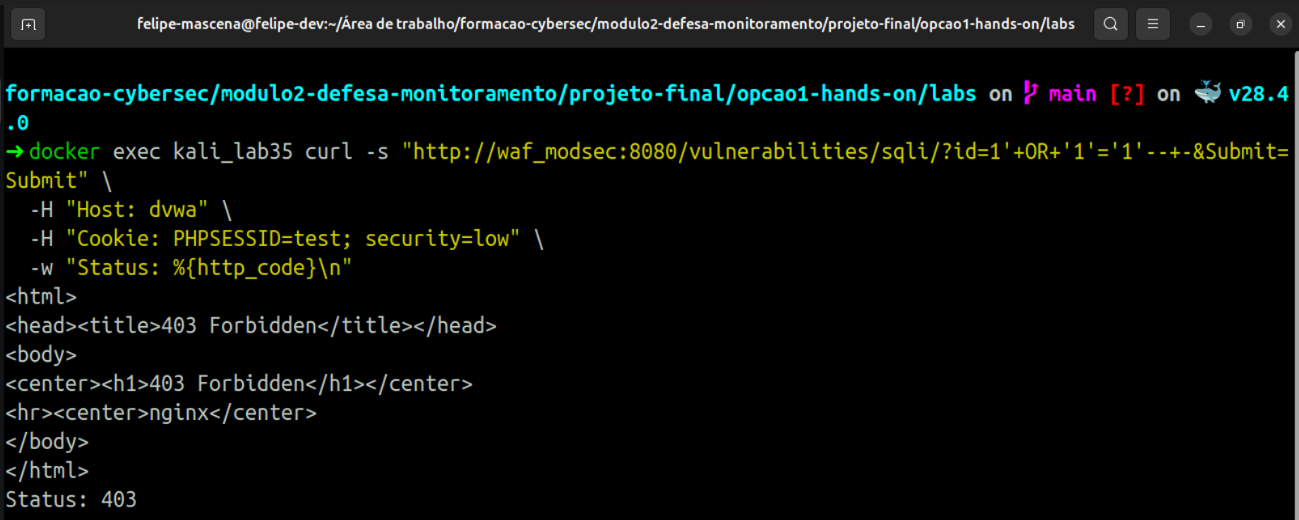 felipe-mascena@felipe-dev:~/Área de trabalho/formacao-cybersec/modulo2-defesa-monitoramento/projeto-final/opcao1-hands-on/labs
formacao-cybersec/modulo2-defesa-monitoramento/projeto-final/opcao1-hands-on/labs on main [?] on 🐳 v28.4
.0
➜ docker exec kali_lab35 curl -s "http://waf_modsec:8080/vulnerabilities/sqli/?id=1'+OR+'1'='1'--+-&Submit=
Submit" \
  -H "Host: dvwa" \
  -H "Cookie: PHPSESSID=test; security=low" \
  -w "Status: %{http_code}\n"
<html>
<head><title>403 Forbidden</title></head>
<body>
<center><h1>403 Forbidden</h1></center>
<hr><center>nginx</center>
</body>
</html>
Status: 403